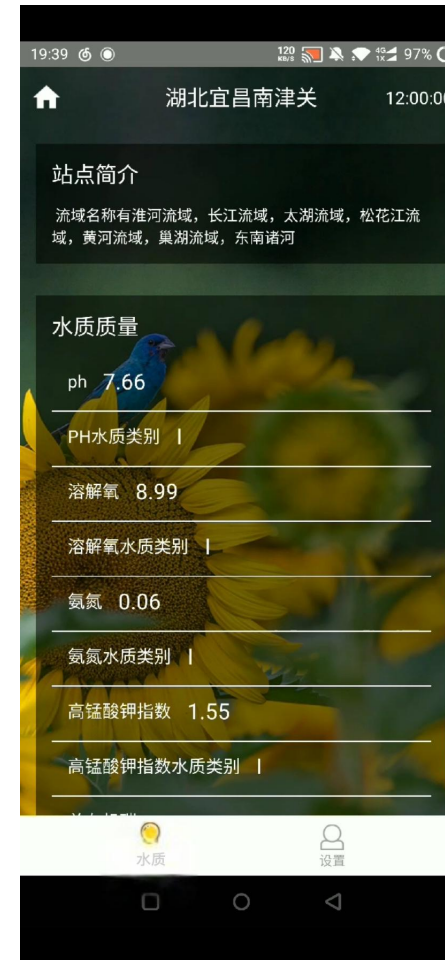 19:39 120 KB/S 4G 1X 97%
湖北宜昌南津关 12:00:00
站点简介
流域名称有淮河流域，长江流域，太湖流域，松花江流
域，黄河流域，巢湖流域，东南诸河
水质质量
ph 7.66
PH水质类别 I
溶解氧 8.99
溶解氧水质类别 I
氨氮 0.06
氨氮水质类别 I
高锰酸钾指数 1.55
高锰酸钾指数水质类别 I
水质 设置